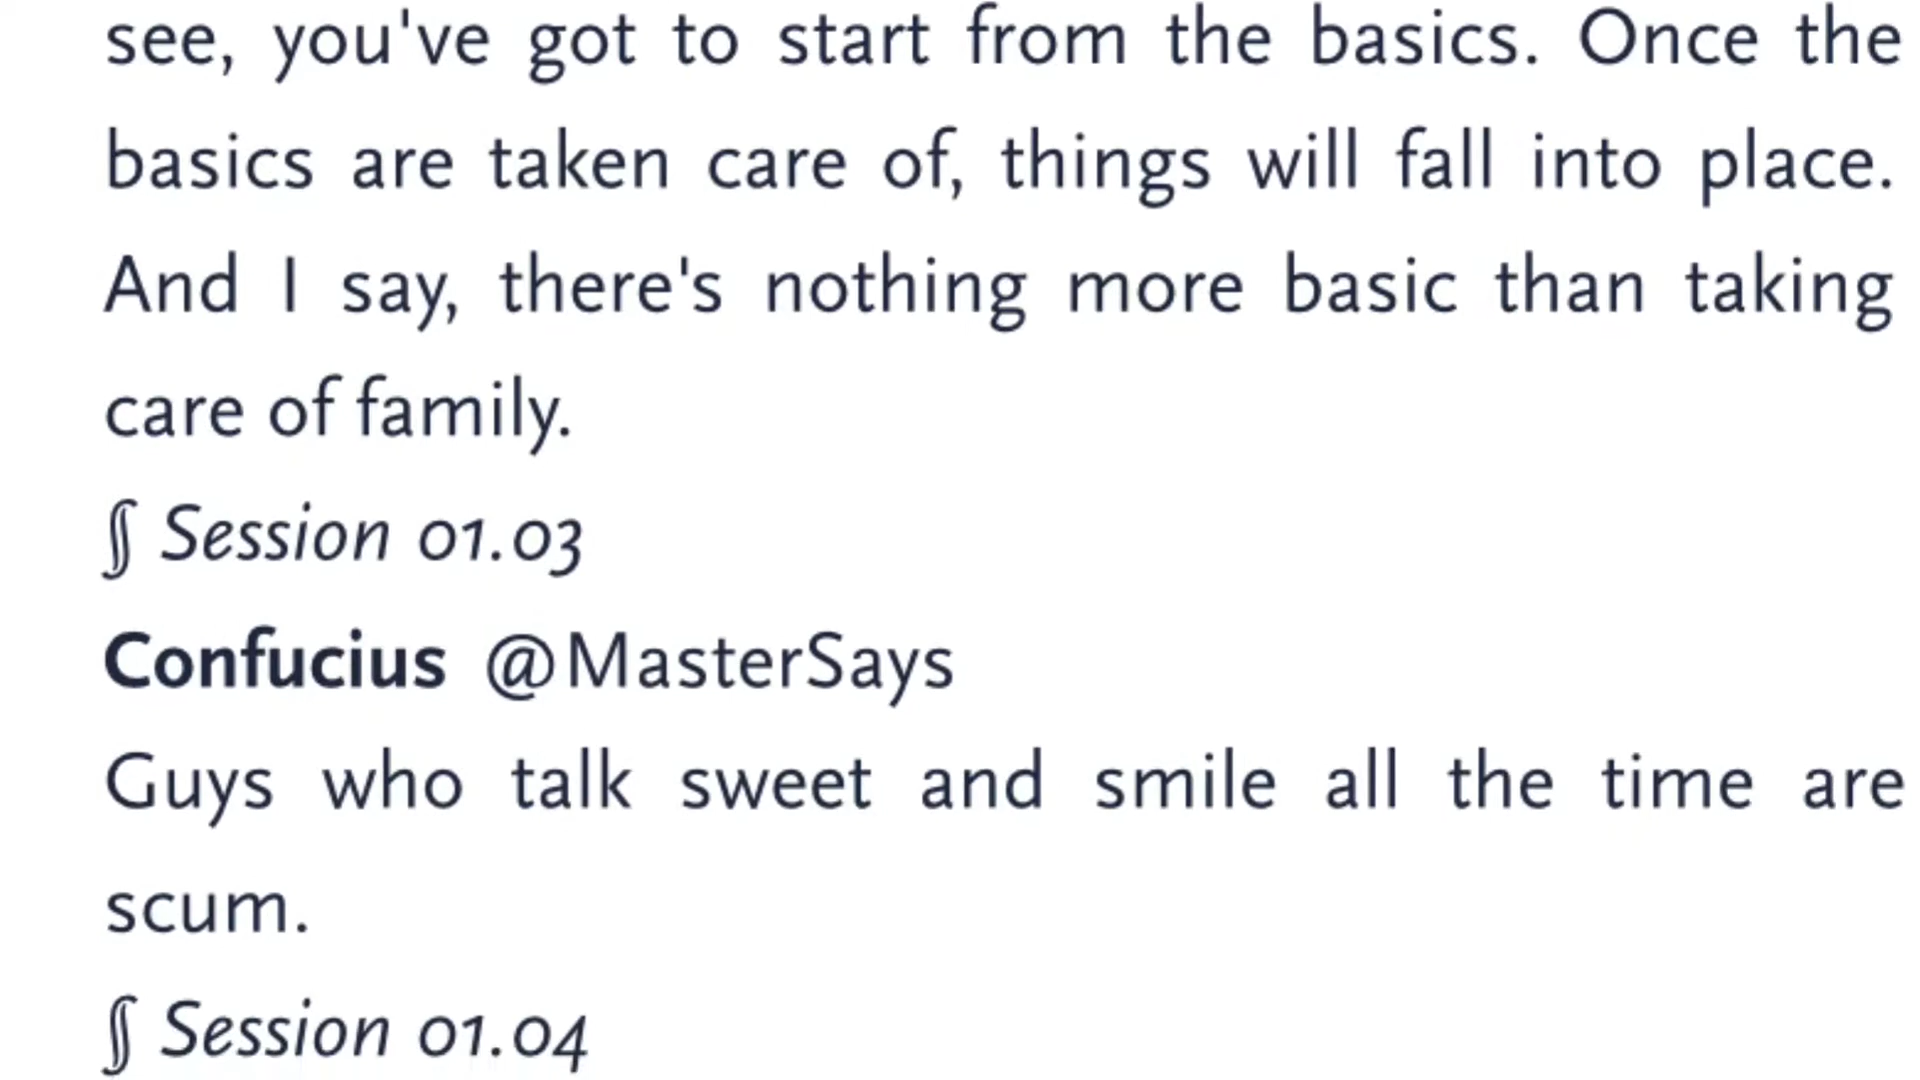 see, you've got to start from the basics. Once the
basics are taken care of, things will fall into place.
And I say, there's nothing more basic than taking
care of family.
§ Session 01.03
Confucius @MasterSays
Guys who talk sweet and smile all the time are
scum.
§ Session 01.04